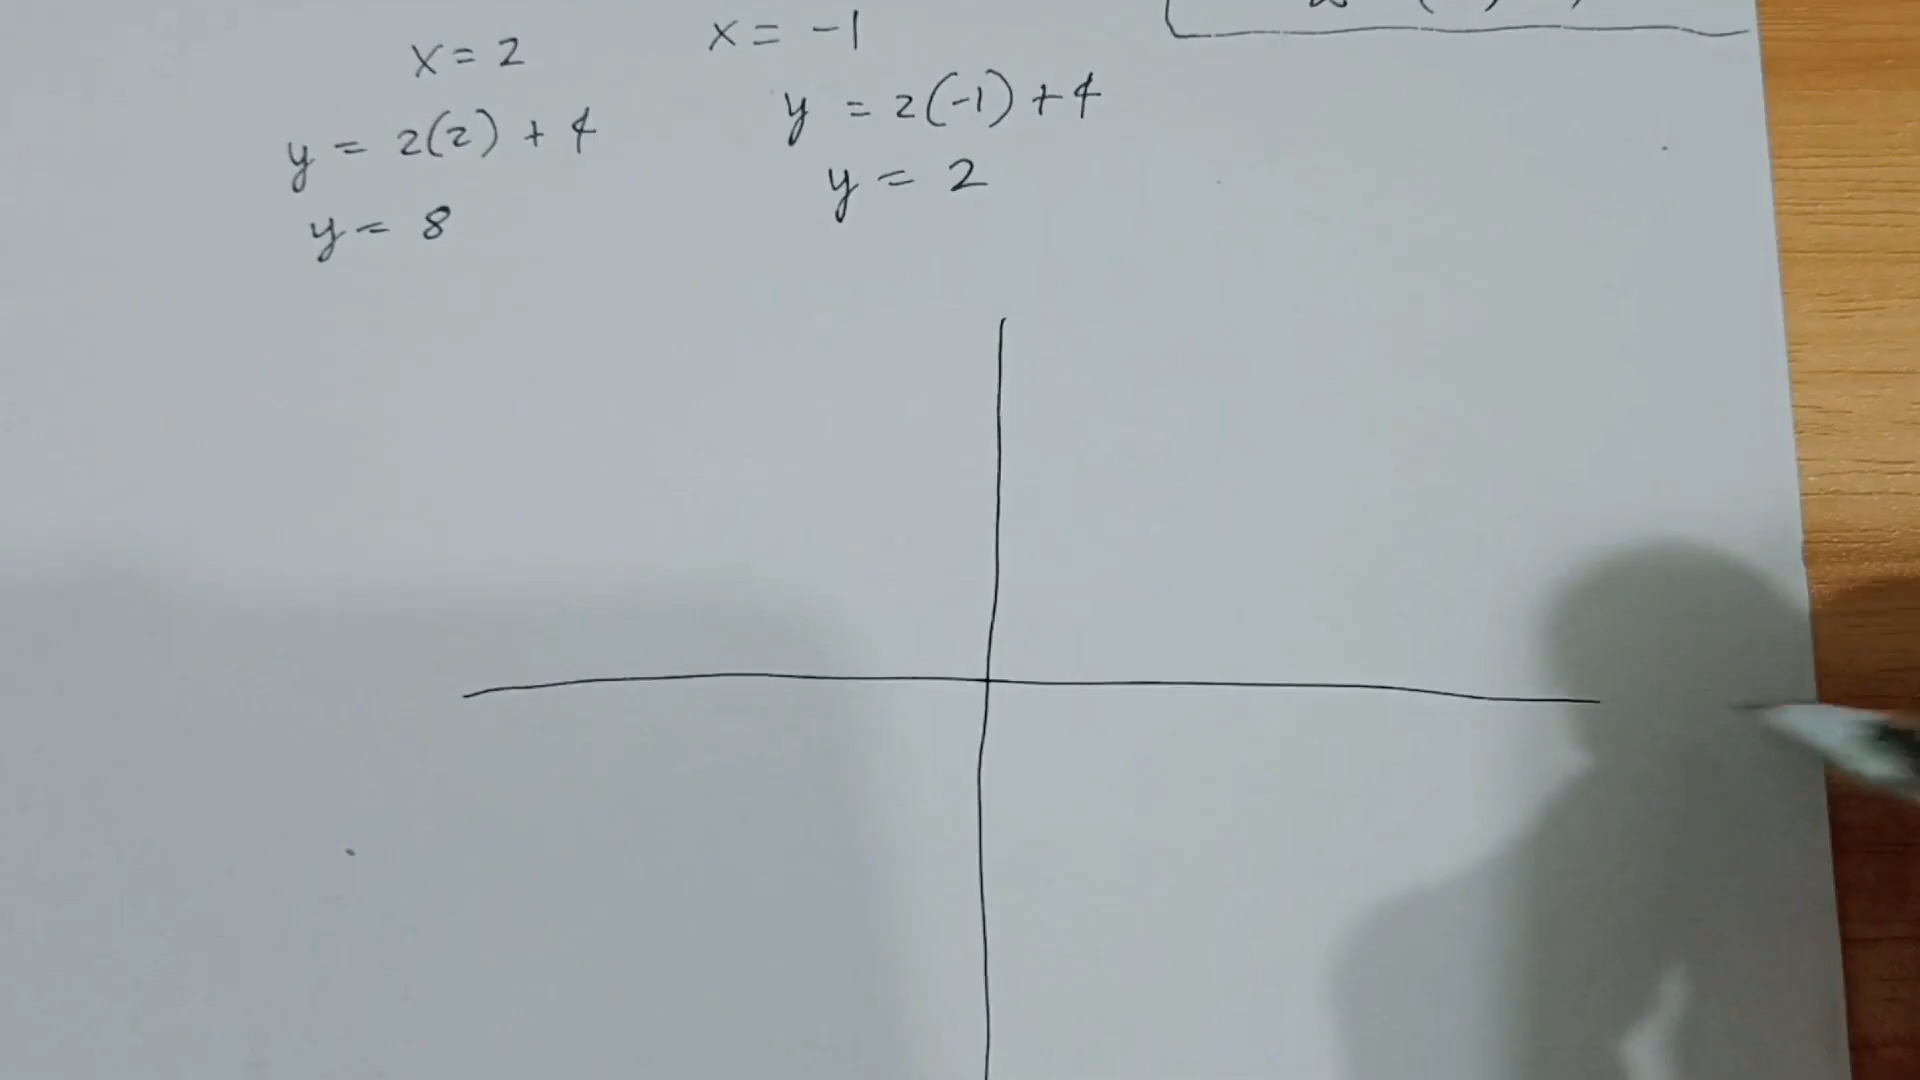 x = 2
y = 2(2) + 4
y = 8
x = -1
y = 2(-1) + 4
y = 2